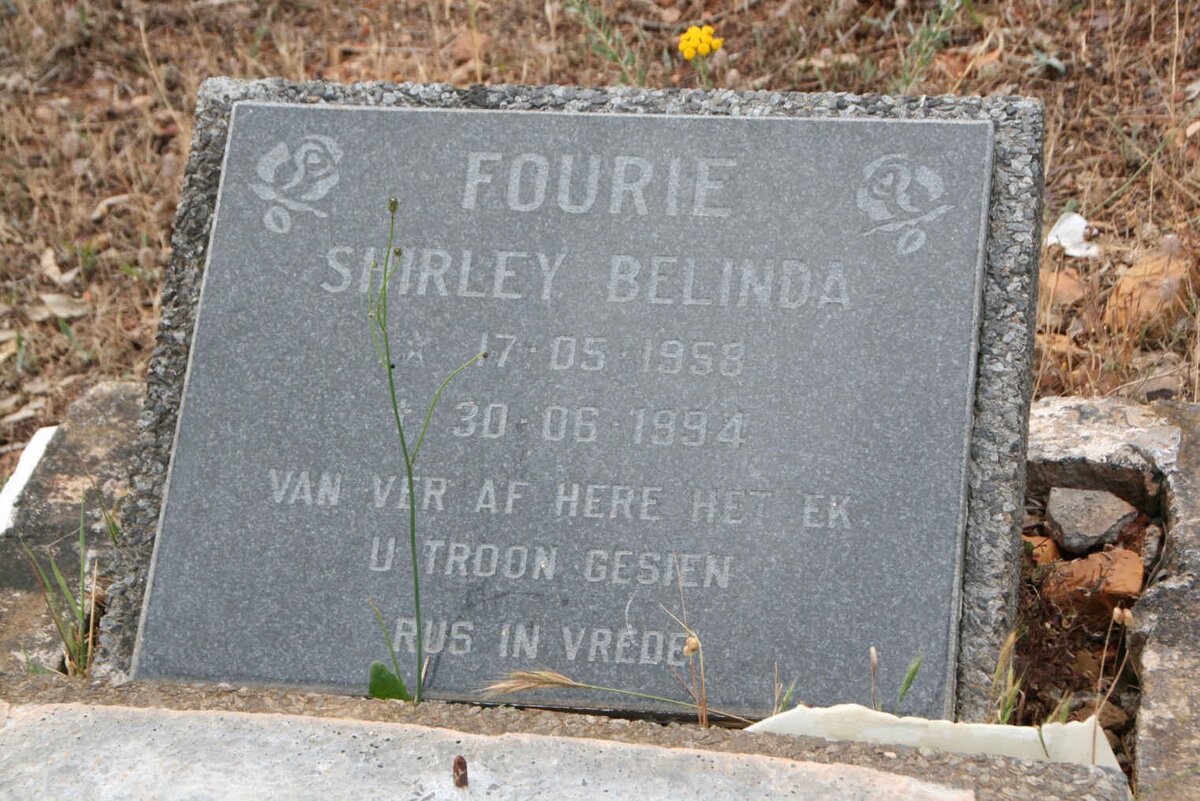 FOURIE
SHIRLEY BELINDA
* 17·05·1958
30·06·1994
VAN VER AF HERE HET EK
U TROON GESIEN
RUS IN VREDE